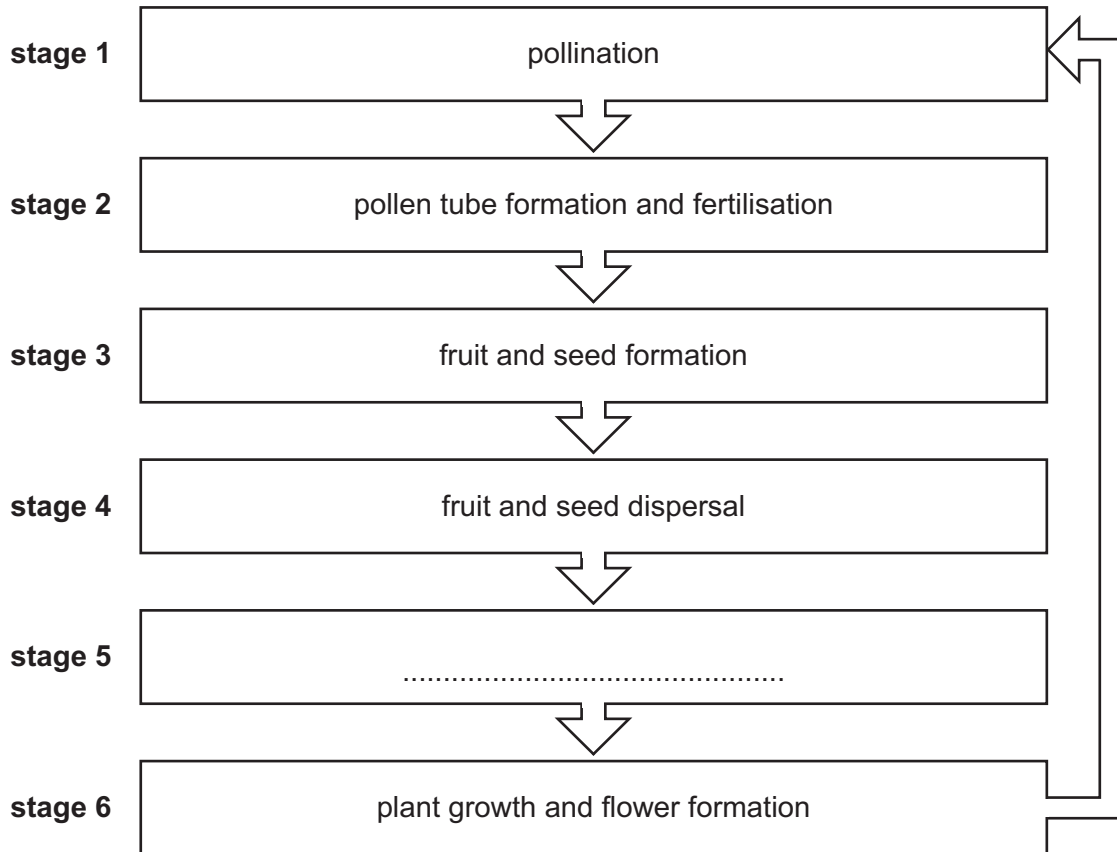 stage 1 pollination
stage 2 pollen tube formation and fertilisation
stage 3 fruit and seed formation
stage 4 fruit and seed dispersal
stage 5 ...............................................
stage 6 plant growth and flower formation